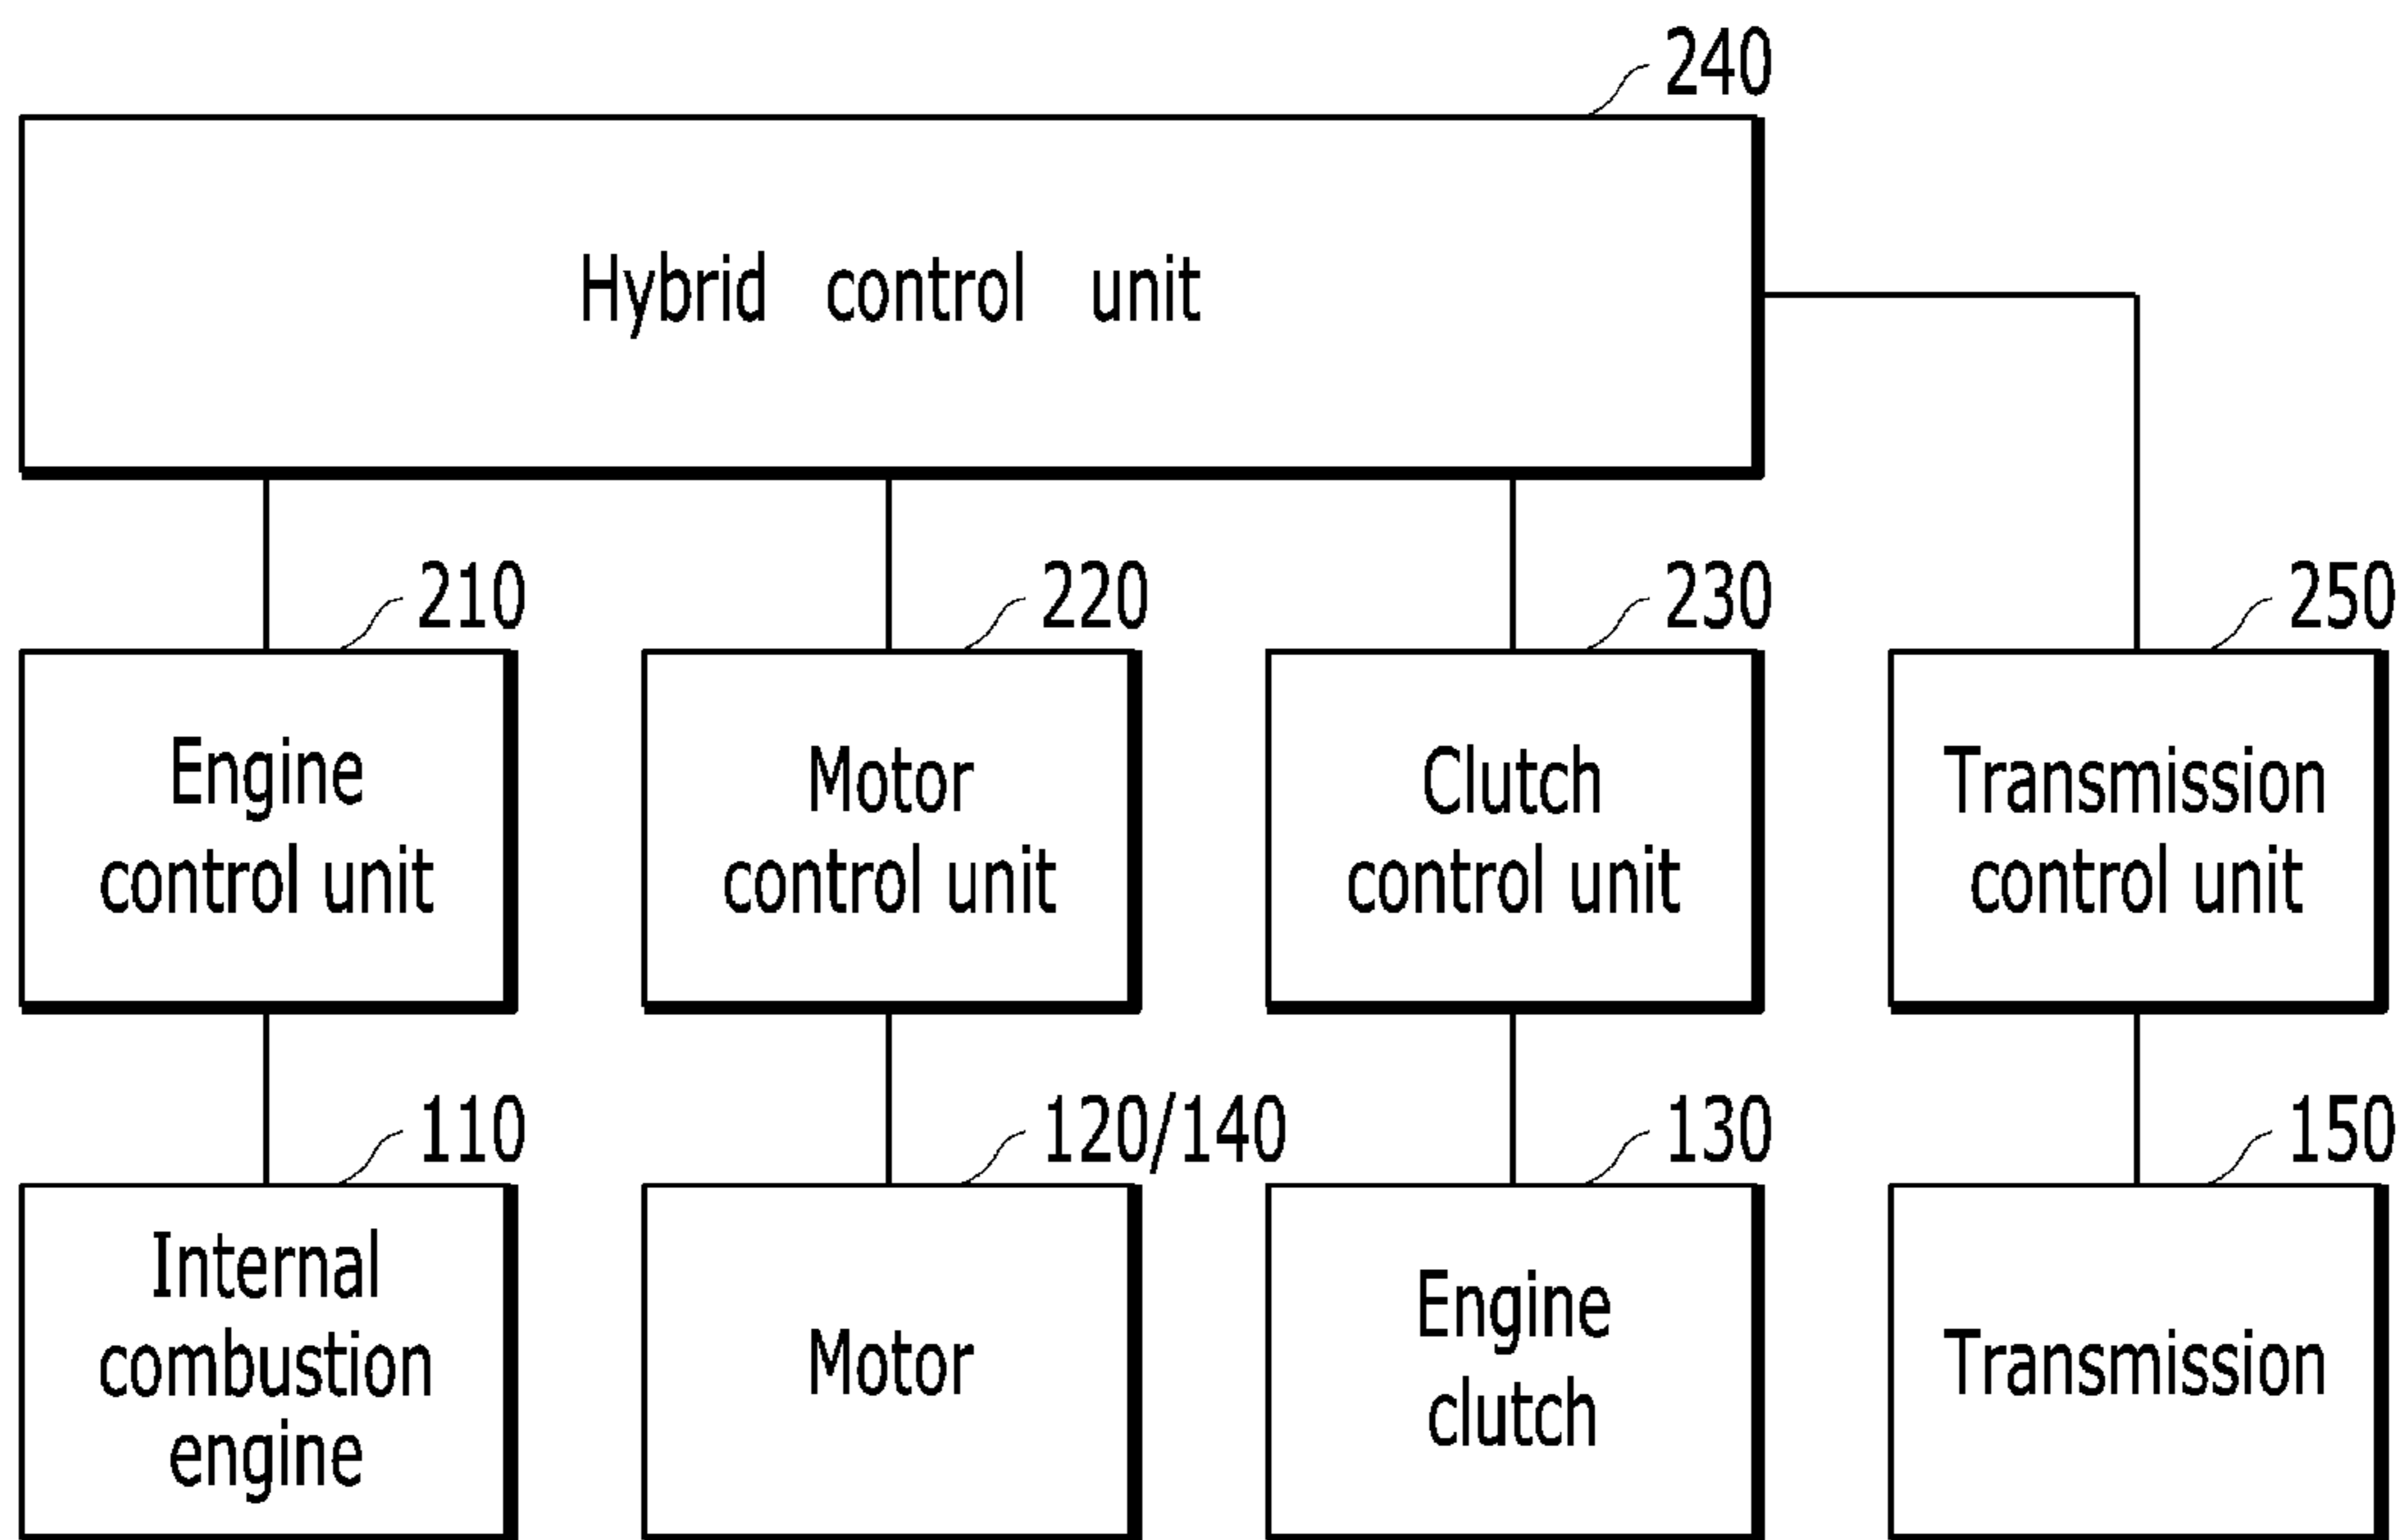 240
Hybrid control unit
210
220
230
250
Engine
control unit
Motor
control unit
Clutch
control unit
Transmission
control unit
110
120/140
130
150
Internal
combustion
engine
Motor
Engine
clutch
Transmission